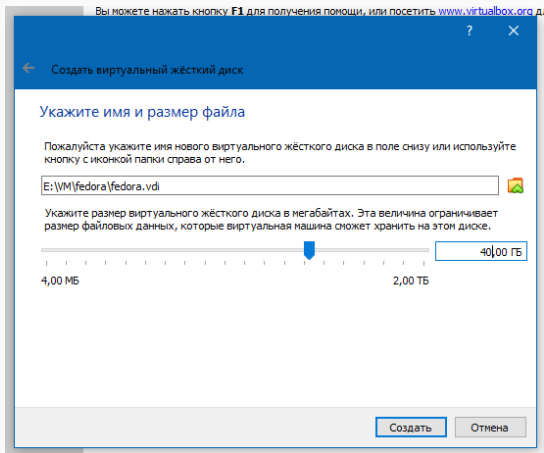 Вы можете нажать кнопку F1 для получения помощи, или посетить www.virtualbox.org д
?
Создать виртуальный жёсткий диск
Укажите имя и размер файла
Пожалуйста укажите имя нового виртуального жёсткого диска в поле снизу или используйте
кнопку с иконкой папки справа от него.
E:\VM\fedora\fedora.vdi
Укажите размер виртуального жёсткого диска в мегабайтах. Эта величина ограничивает
размер файловых данных, которые виртуальная машина сможет хранить на этом диске.
40,00 ГБ
4,00 МБ 2,00 ТБ
Создать Отмена